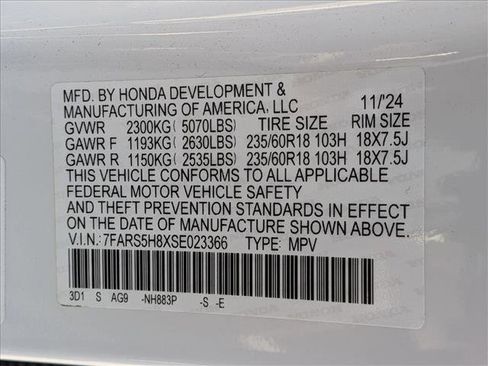 MFD. BY HONDA DEVELOPMENT &
MANUFACTURING OF AMERICA, LLC 11/'24
GVWR 2300KG( 5070LBS) TIRE SIZE RIM SIZE
GAWR F 1193KG( 2630LBS) 235/60R18 103H 18X7.5J
GAWR R 1150KG( 2535LBS) 235/60R18 103H 18X7.5J
THIS VEHICLE CONFORMS TO ALL APPLICABLE
FEDERAL MOTOR VEHICLE SAFETY
AND THEFT PREVENTION STANDARDS IN EFFECT
ON THE DATE OF MANUFACTURE SHOWN ABOVE.
V.I.N.: 7FARS5H8XSE023366 TYPE: MPV
3D1 S AG9 -NH883P -S -E